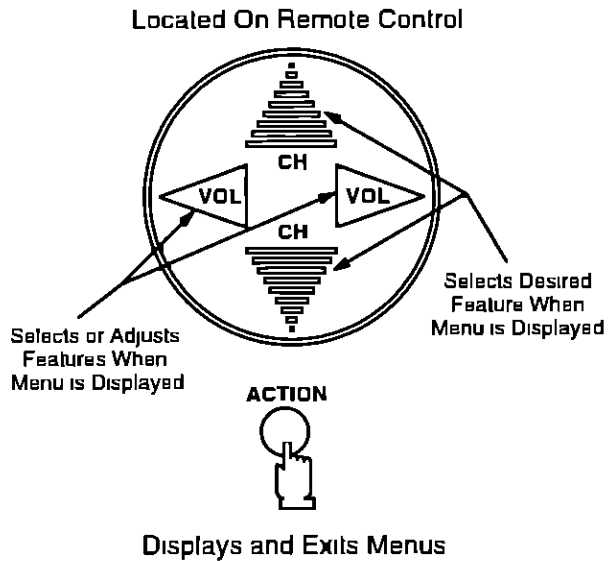 Located On Remote Control
CH
VOL
VOL
CH
Selects or Adjusts
Features When
Menu is Displayed
Selects Desired
Feature When
Menu is Displayed
ACTION
Displays and Exits Menus